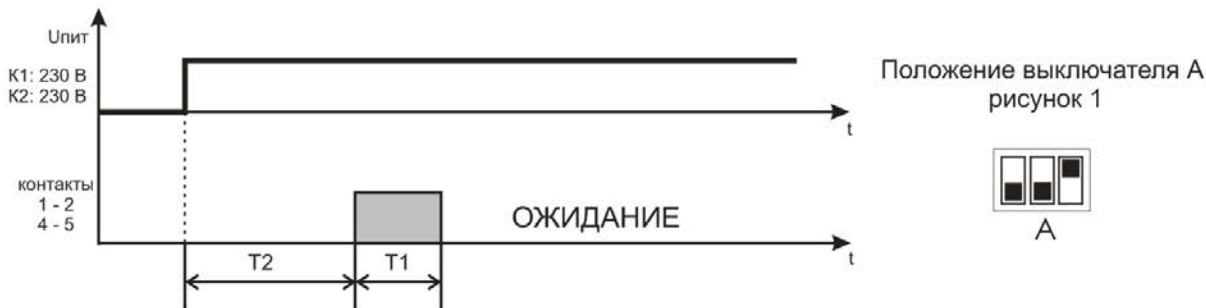 Uпит
К1: 230 В
К2: 230 В
t
контакты
1 - 2
4 - 5
ОЖИДАНИЕ
t
T2
T1
Положение выключателя А
рисунок 1
А